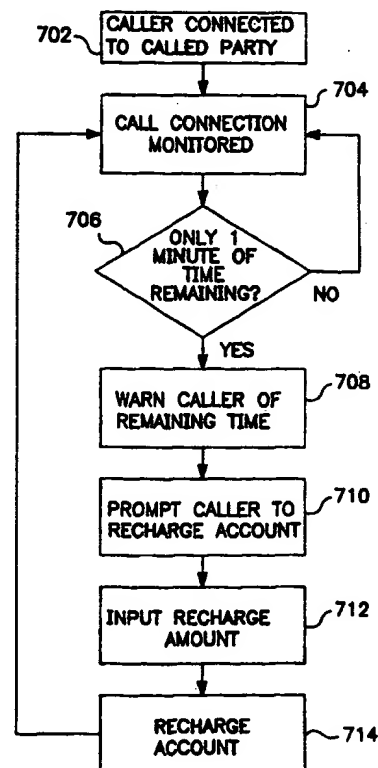 702
CALLER CONNECTED
TO CALLED PARTY
704
CALL CONNECTION
MONITORED
706
ONLY 1
MINUTE OF
TIME
REMAINING?
NO
YES
708
WARN CALLER OF
REMAINING TIME
710
PROMPT CALLER TO
RECHARGE ACCOUNT
712
INPUT RECHARGE
AMOUNT
RECHARGE
ACCOUNT
714